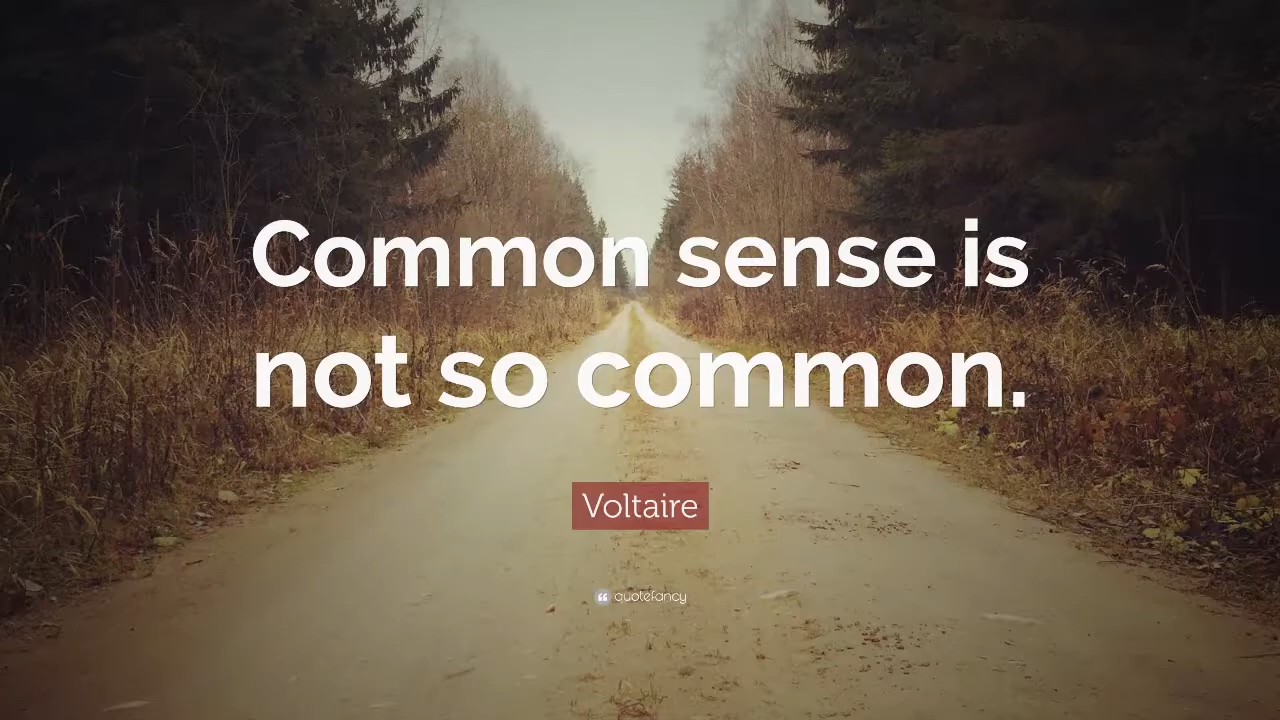 Common sense is
not so common.
Voltaire
quotefancy